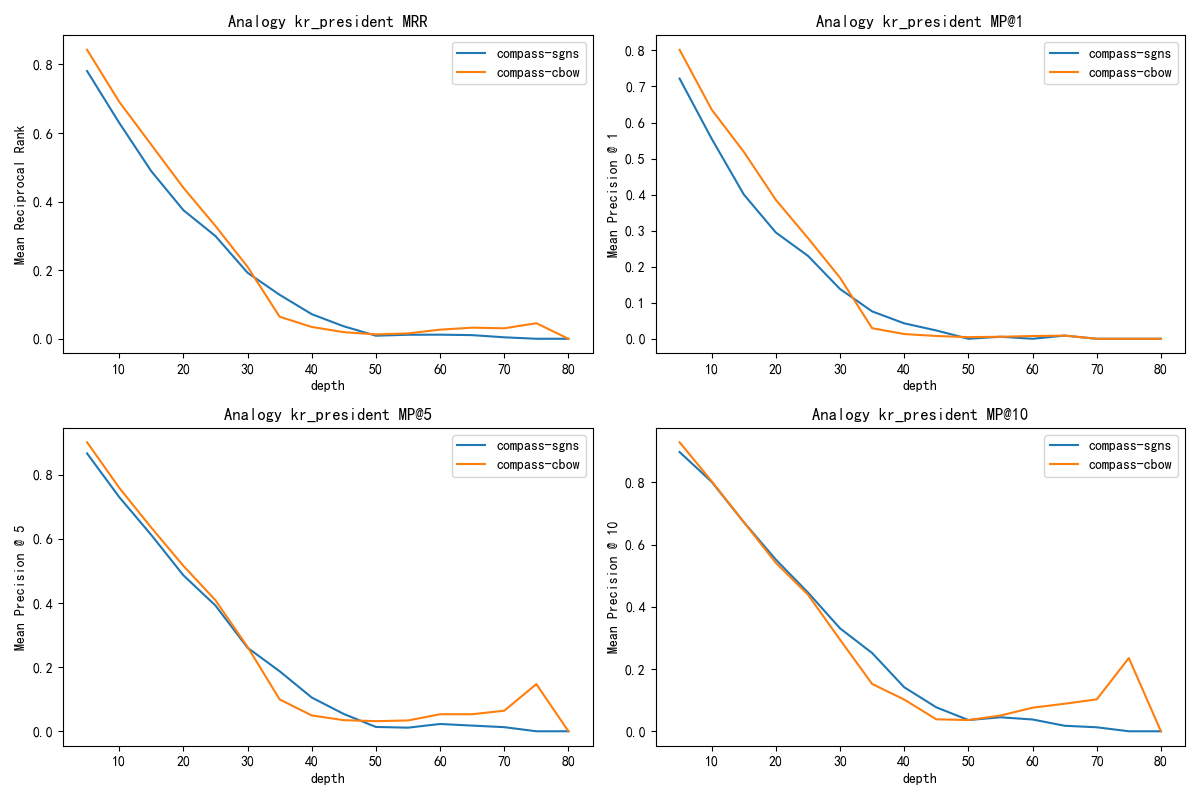 Analogy kr_president MRR
compass-sgns
compass-cbow
Mean Reciprocal Rank
0.8
0.6
0.4
0.2
0.0
10 20 30 40 50 60 70 80
depth
Analogy kr_president MP@1
compass-sgns
compass-cbow
Mean Precision @ 1
0.8
0.7
0.6
0.5
0.4
0.3
0.2
0.1
0.0
10 20 30 40 50 60 70 80
depth
Analogy kr_president MP@5
compass-sgns
compass-cbow
Mean Precision @ 5
0.8
0.6
0.4
0.2
0.0
10 20 30 40 50 60 70 80
depth
Analogy kr_president MP@10
compass-sgns
compass-cbow
Mean Precision @ 10
0.8
0.6
0.4
0.2
0.0
10 20 30 40 50 60 70 80
depth